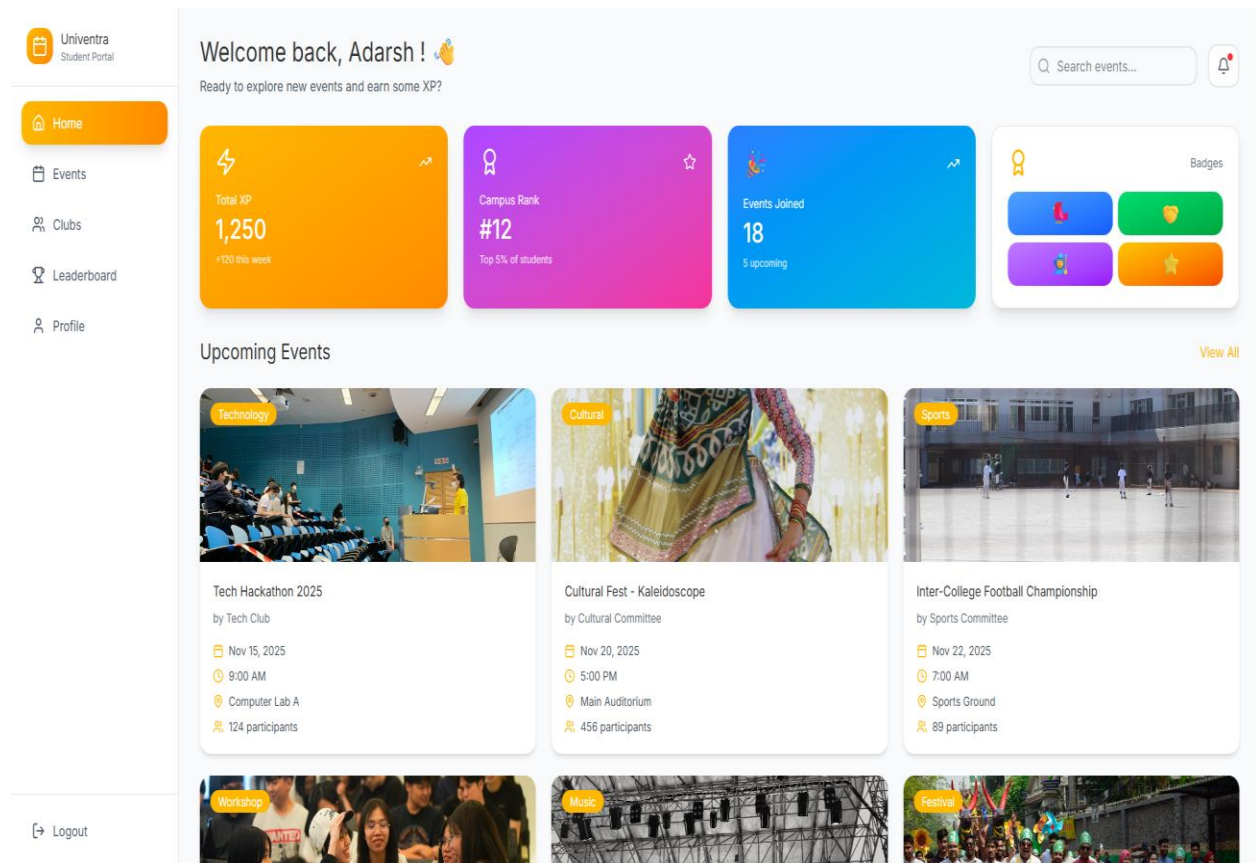 Univentra
Student Portal
Home
Events
Clubs
Leaderboard
Profile
Logout
Welcome back, Adarsh ! 👋
Ready to explore new events and earn some XP?
Search events...
Total XP
1,250
+120 this week
Campus Rank
#12
Top 5% of students
Events Joined
18
5 upcoming
Badges
Upcoming Events
View All
Technology
Tech Hackathon 2025
by Tech Club
Nov 15, 2025
9:00 AM
Computer Lab A
124 participants
Cultural
Cultural Fest - Kaleidoscope
by Cultural Committee
Nov 20, 2025
5:00 PM
Main Auditorium
456 participants
Sports
Inter-College Football Championship
by Sports Committee
Nov 22, 2025
7:00 AM
Sports Ground
89 participants
Workshop
Music
Festival